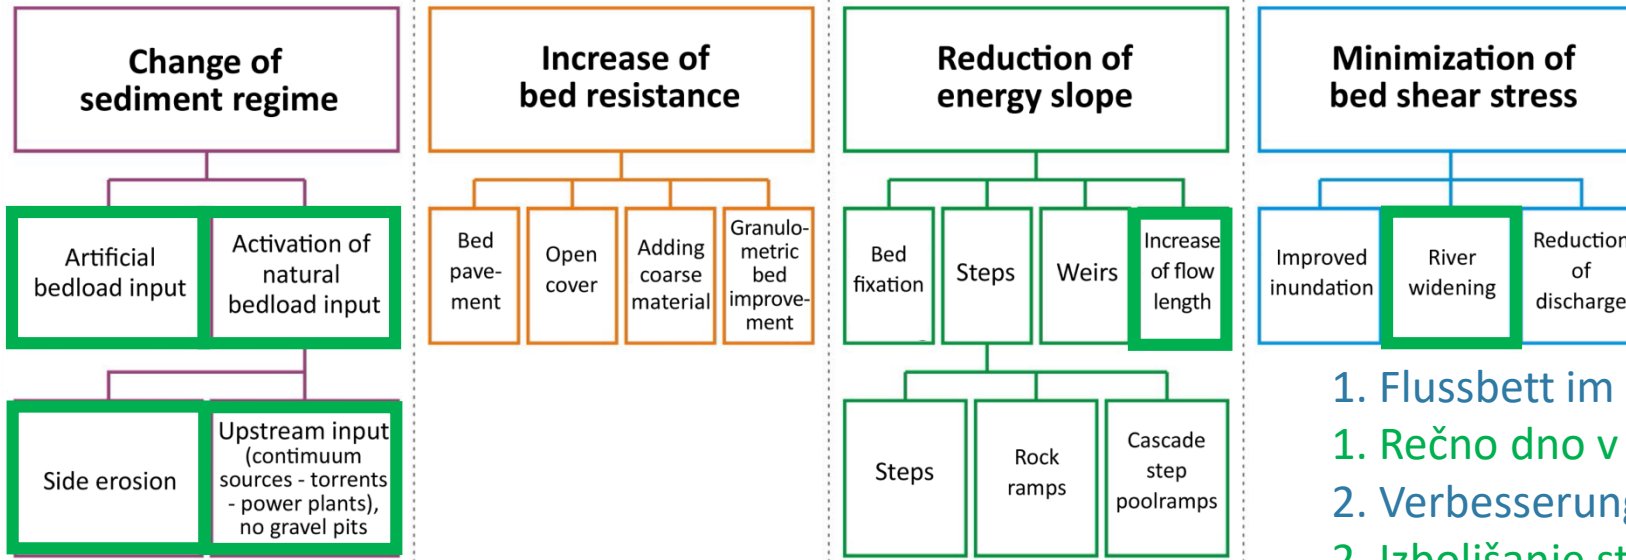 Change of
sediment regime
Increase of
bed resistance
Reduction of
energy slope
Minimization of
bed shear stress
Artificial
bedload input
Activation of
natural
bedload input
Bed
pave-
ment
Open
cover
Adding
coarse
material
Granulo-
metric
bed
improve-
ment
Bed
fixation
Steps
Weirs
Increase
of flow
length
Improved
inundation
River
widening
Reduction
of
discharge
Side erosion
Upstream input
(contimuum
sources - torrents
- power plants),
no gravel pits
Steps
Rock
ramps
Cascade
step
poolramps
1. Flussbett im
1. Rečno dno v
2. Verbesserung
2. Izboljšanje